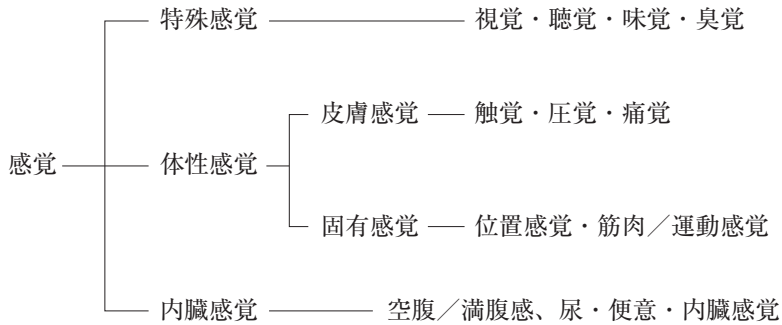 特殊感覚 視覚・聴覚・味覚・臭覚
皮膚感覚 触覚・圧覚・痛覚
感覚 体性感覚
固有感覚 位置感覚・筋肉／運動感覚
内臓感覚 空腹／満腹感、尿・便意・内臓感覚